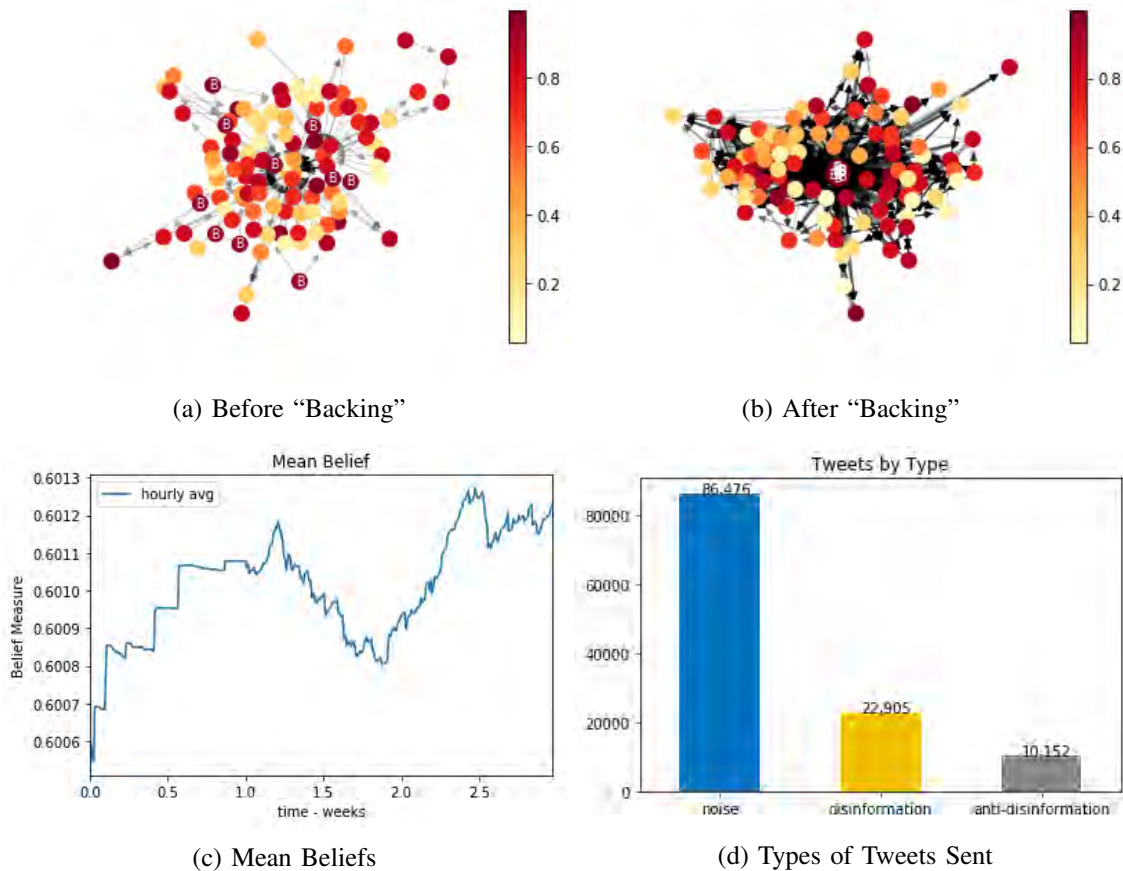 B
B
B
B
B
B
B
B
B
B
B
0.8
0.6
0.4
0.2
(a) Before “Backing”
BB
0.8
0.6
0.4
0.2
(b) After “Backing”
Mean Belief
hourly avg
0.6013
0.6012
0.6011
0.6010
0.6009
0.6008
0.6007
0.6006
Belief Measure
0.0 0.5 1.0 1.5 2.0 2.5
time - weeks
(c) Mean Beliefs
Tweets by Type
86,476
22,905
10,152
80000
60000
40000
20000
0
noise disinformation anti-disinformation
(d) Types of Tweets Sent